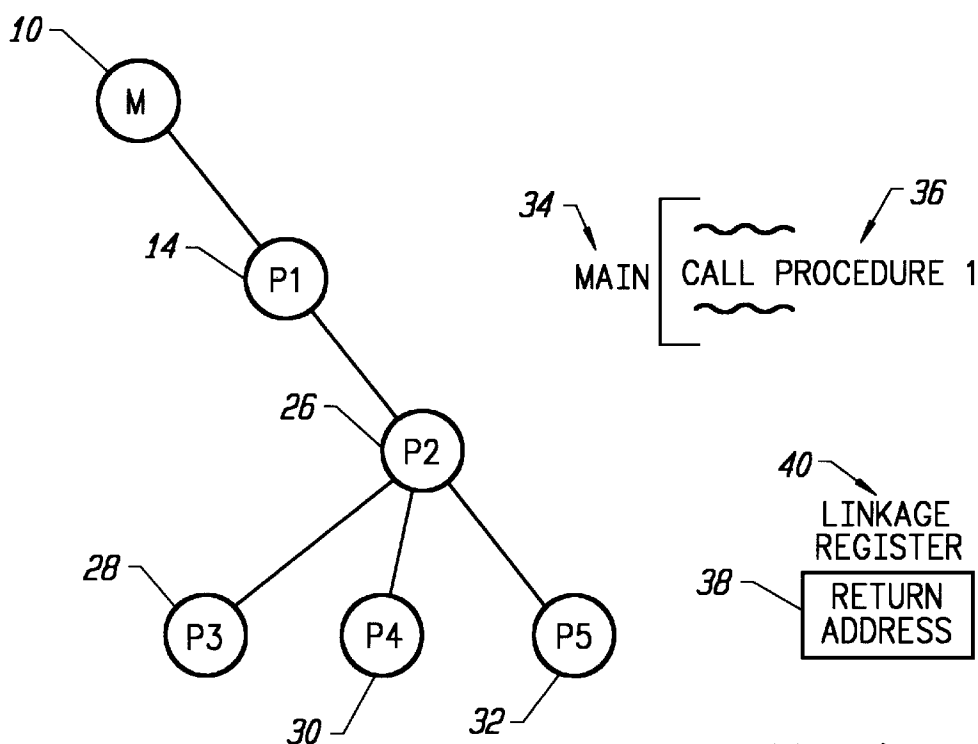 10
M
34
36
14
P1
MAIN
CALL PROCEDURE 1
26
P2
40
LINKAGE
REGISTER
28
38
RETURN
ADDRESS
P3
P4
P5
30
32